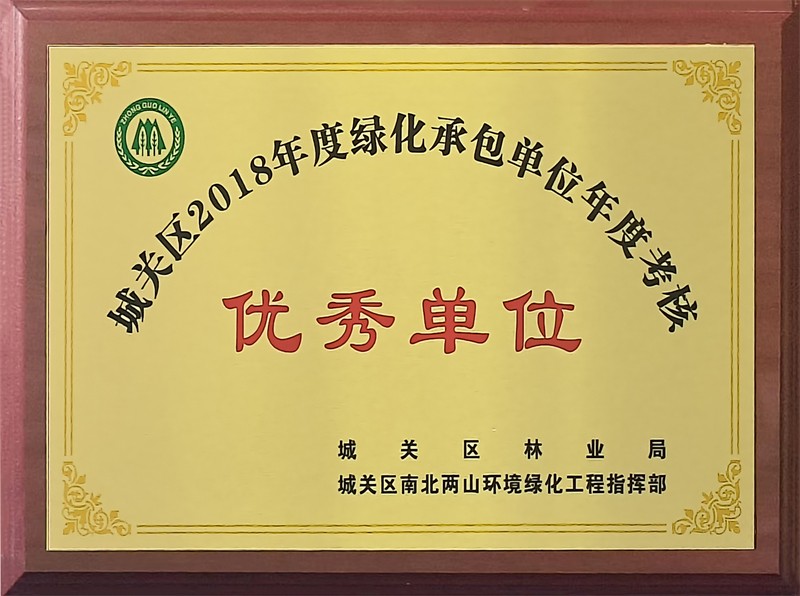 ZHONG GUO LIN YE
城关区2018年度绿化承包单位年度考核
优秀单位
城关区林业局
城关区南北两山环境绿化工程指挥部